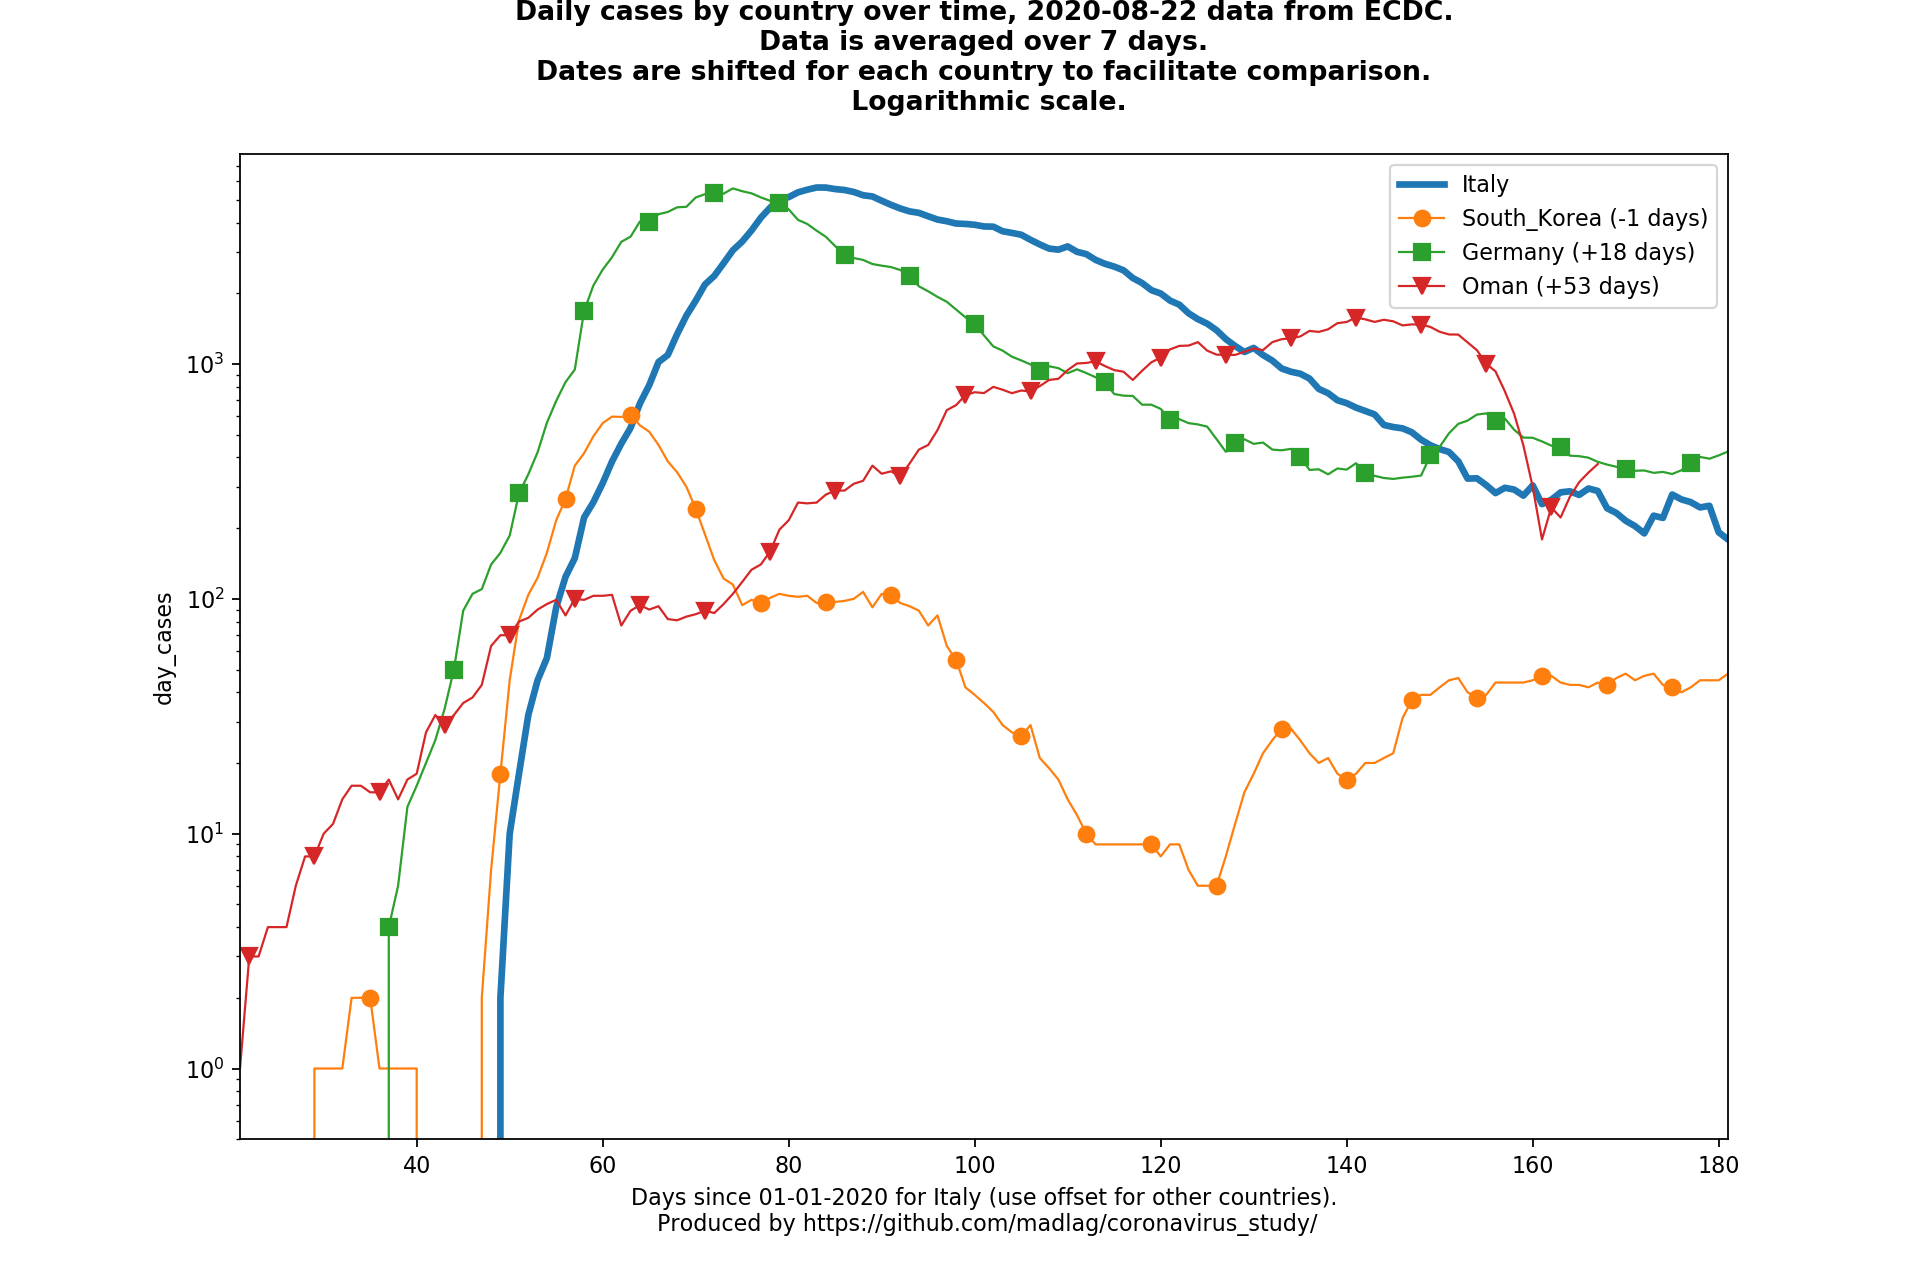 Daily cases by country over time, 2020-08-22 data from ECDC.
Data is averaged over 7 days.
Dates are shifted for each country to facilitate comparison.
Logarithmic scale.
Italy
South_Korea (-1 days)
Germany (+18 days)
Oman (+53 days)
day_cases
10³
10²
10¹
10⁰
40 60 80 100 120 140 160 180
Days since 01-01-2020 for Italy (use offset for other countries).
Produced by https://github.com/madlag/coronavirus_study/